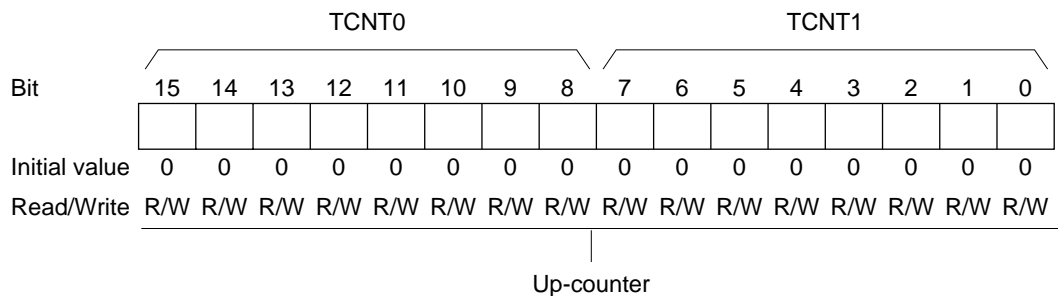 TCNT0 TCNT1
Bit 15 14 13 12 11 10 9 8 7 6 5 4 3 2 1 0
Initial value 0 0 0 0 0 0 0 0 0 0 0 0 0 0 0 0
Read/Write R/W R/W R/W R/W R/W R/W R/W R/W R/W R/W R/W R/W R/W R/W R/W R/W
Up-counter